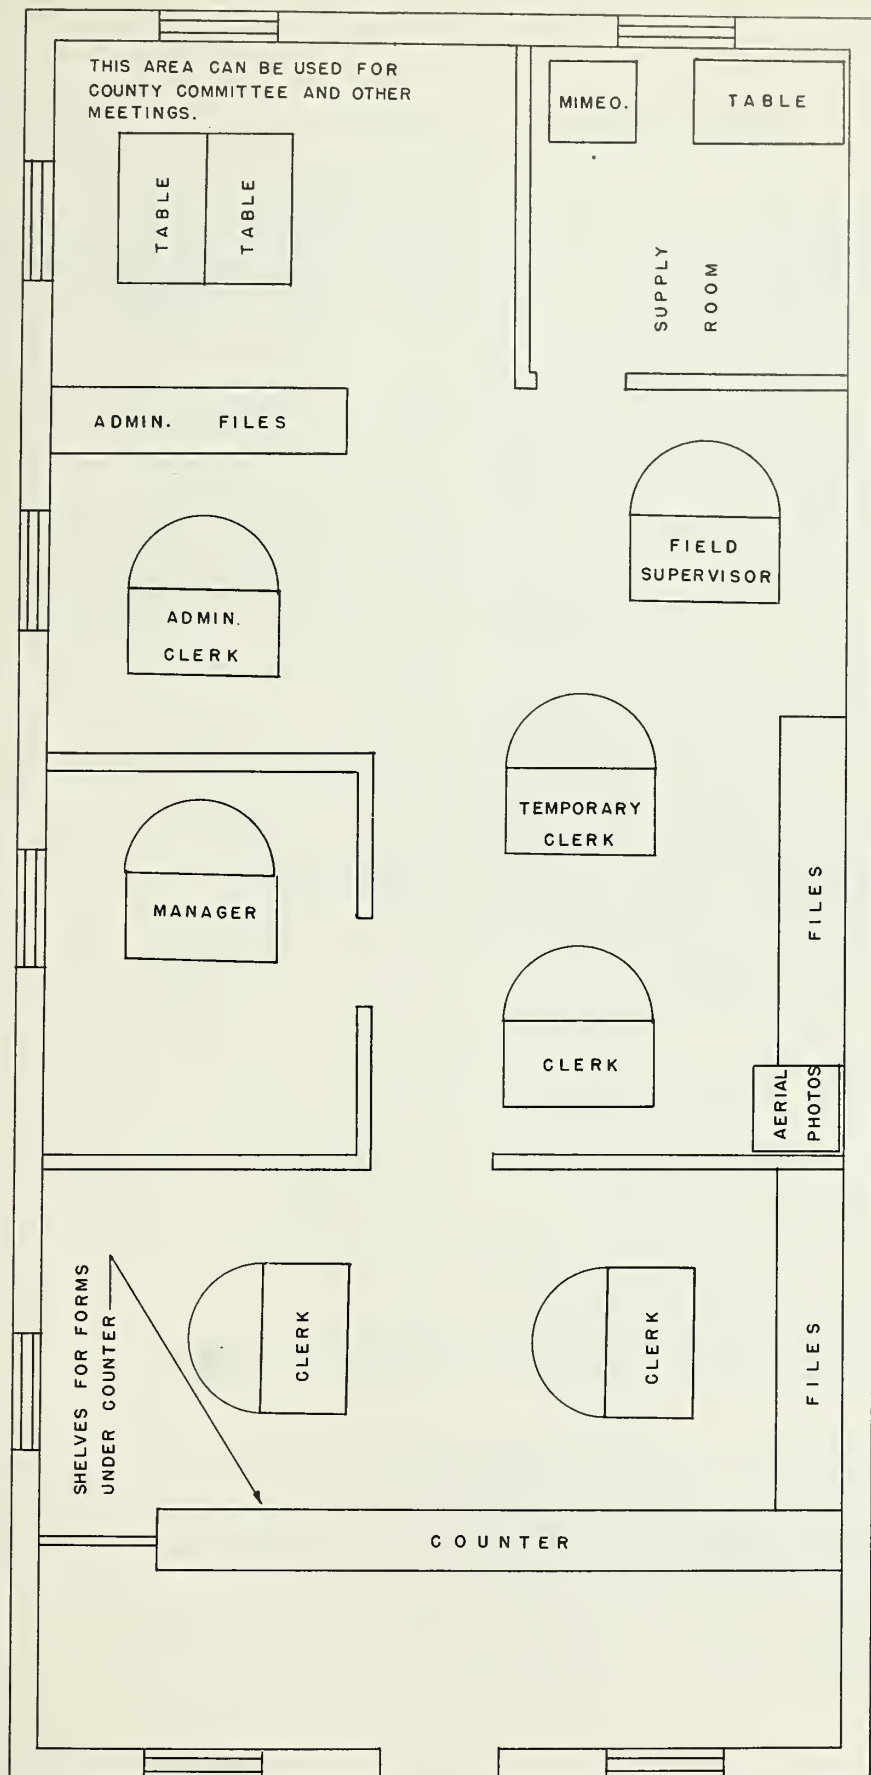 THIS AREA CAN BE USED FOR
COUNTY COMMITTEE AND OTHER
MEETINGS.
MIMEO.
TABLE
TABLE
TABLE
SUPPLY
ROOM
ADMIN. FILES
FIELD
SUPERVISOR
ADMIN.
CLERK
TEMPORARY
CLERK
MANAGER
FILES
CLERK
AERIAL
PHOTOS
SHELVES FOR FORMS
UNDER COUNTER
CLERK
CLERK
FILES
COUNTER